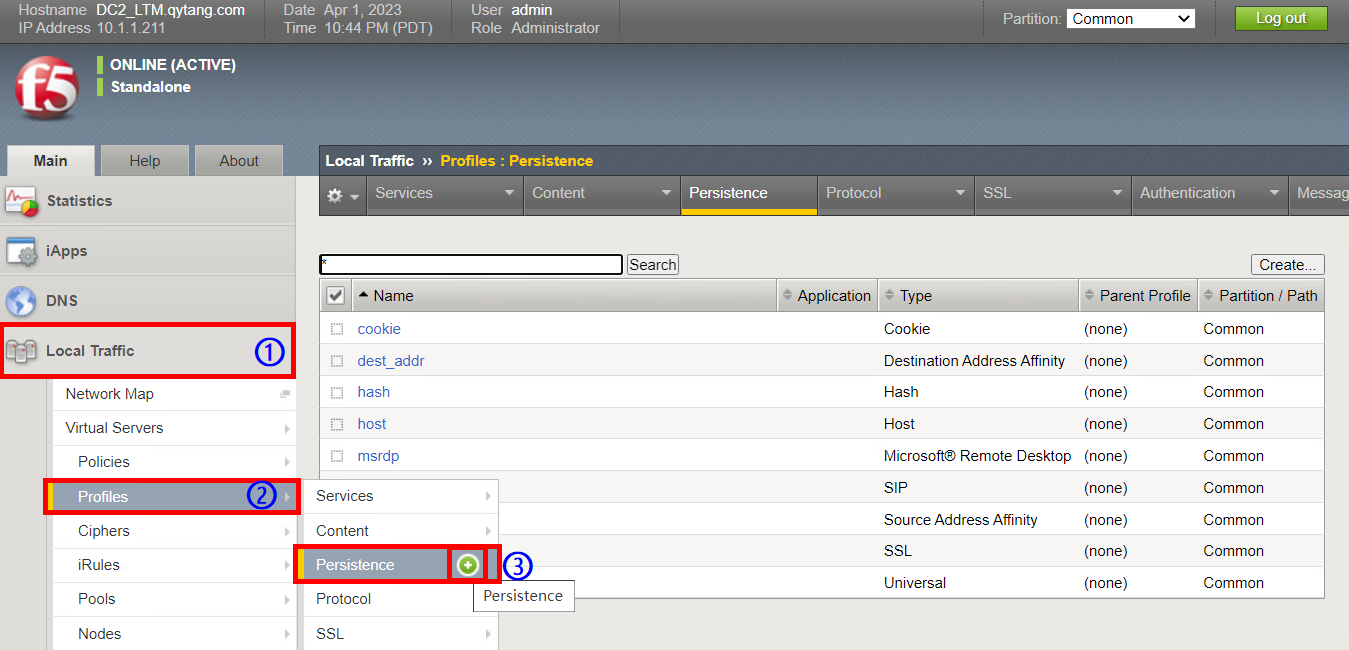 Hostname DC2_LTM.qytang.com Date Apr 1, 2023 User admin
IP Address 10.1.1.211 Time 10:44 PM (PDT) Role Administrator
Partition: Common Log out
f5
ONLINE (ACTIVE)
Standalone
Main Help About
Local Traffic ›› Profiles : Persistence
Services Content Persistence Protocol SSL Authentication Messag
Statistics
iApps
DNS
Local Traffic ①
Network Map
Virtual Servers
Policies
Profiles ②
Ciphers
iRules
Pools
Nodes
* Search Create...
Name Application Type Parent Profile Partition / Path
cookie Cookie (none) Common
dest_addr Destination Address Affinity (none) Common
hash Hash (none) Common
host Host (none) Common
msrdp Microsoft® Remote Desktop (none) Common
SIP (none) Common
Source Address Affinity (none) Common
SSL (none) Common
Universal (none) Common
Services
Content
Persistence ③
Persistence
Protocol
SSL